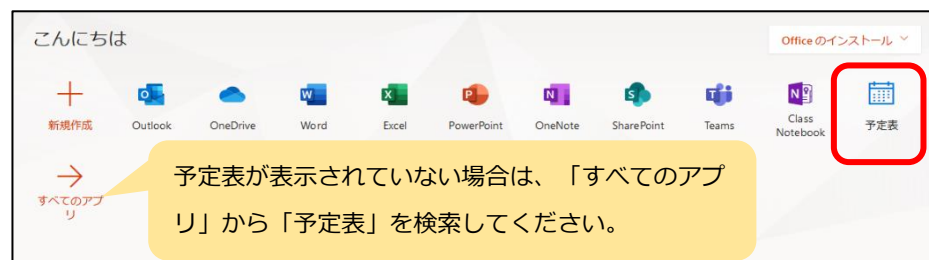 こんにちは
Office のインストール
新規作成
Outlook
OneDrive
Word
Excel
PowerPoint
OneNote
SharePoint
Teams
Class
Notebook
予定表
すべてのアプ
リ
予定表が表示されていない場合は、「すべてのアプ
リ」から「予定表」を検索してください。